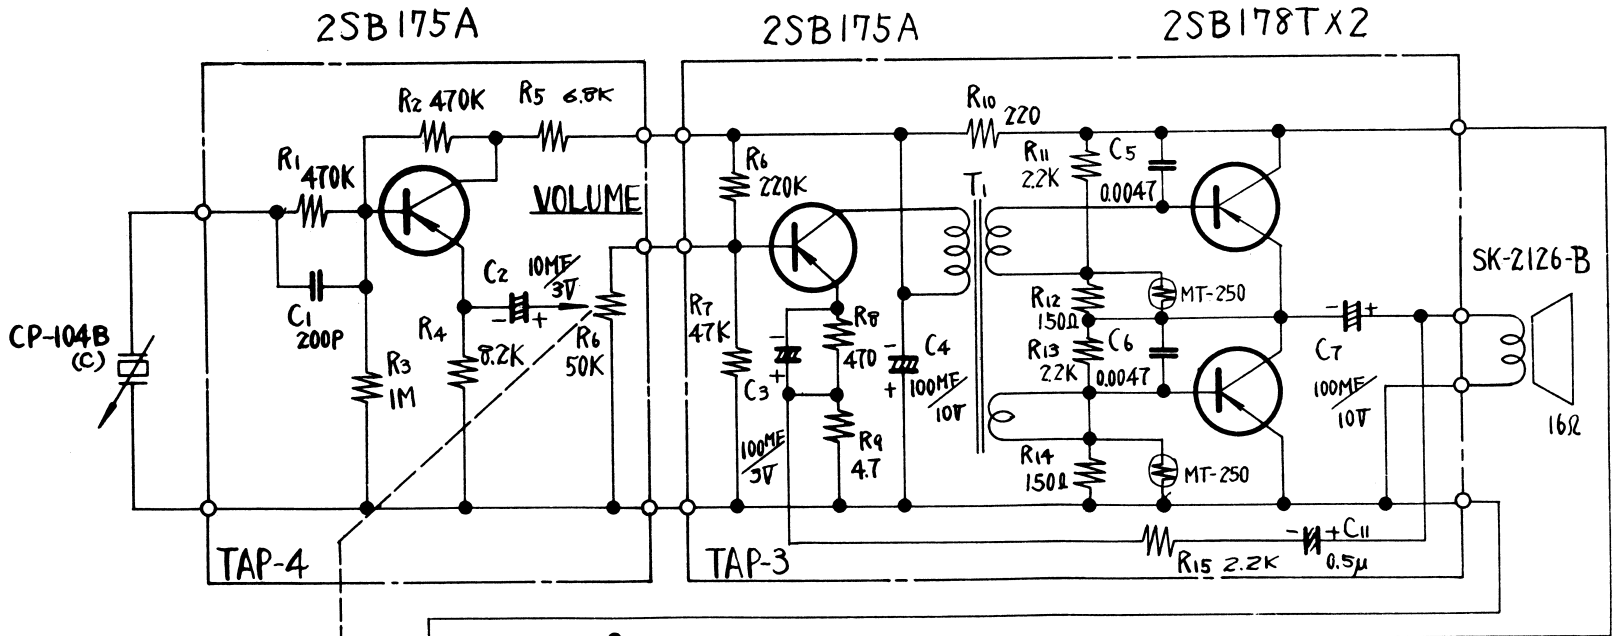 2SB175A
2SB175A
2SB178T×2
R2 470K
R5 6.8K
R10 220
R1
470K
R6
220K
R11
2.2K
C5
0.0047
T1
VOLUME
C2
10MF/3V
- +
C1
200P
R4
8.2K
R6
50K
R7
47K
R8
470
C3
- +
100MF/3V
C4
- +
100MF/10V
R12
150Ω
MT-250
R13
2.2K
C6
0.0047
- +
C7
100MF/10V
SK-2126-B
16Ω
CP-104B
(C)
R3
1M
R9
4.7
R14
150Ω
MT-250
TAP-4
TAP-3
R15 2.2K
- + C11
0.5μ